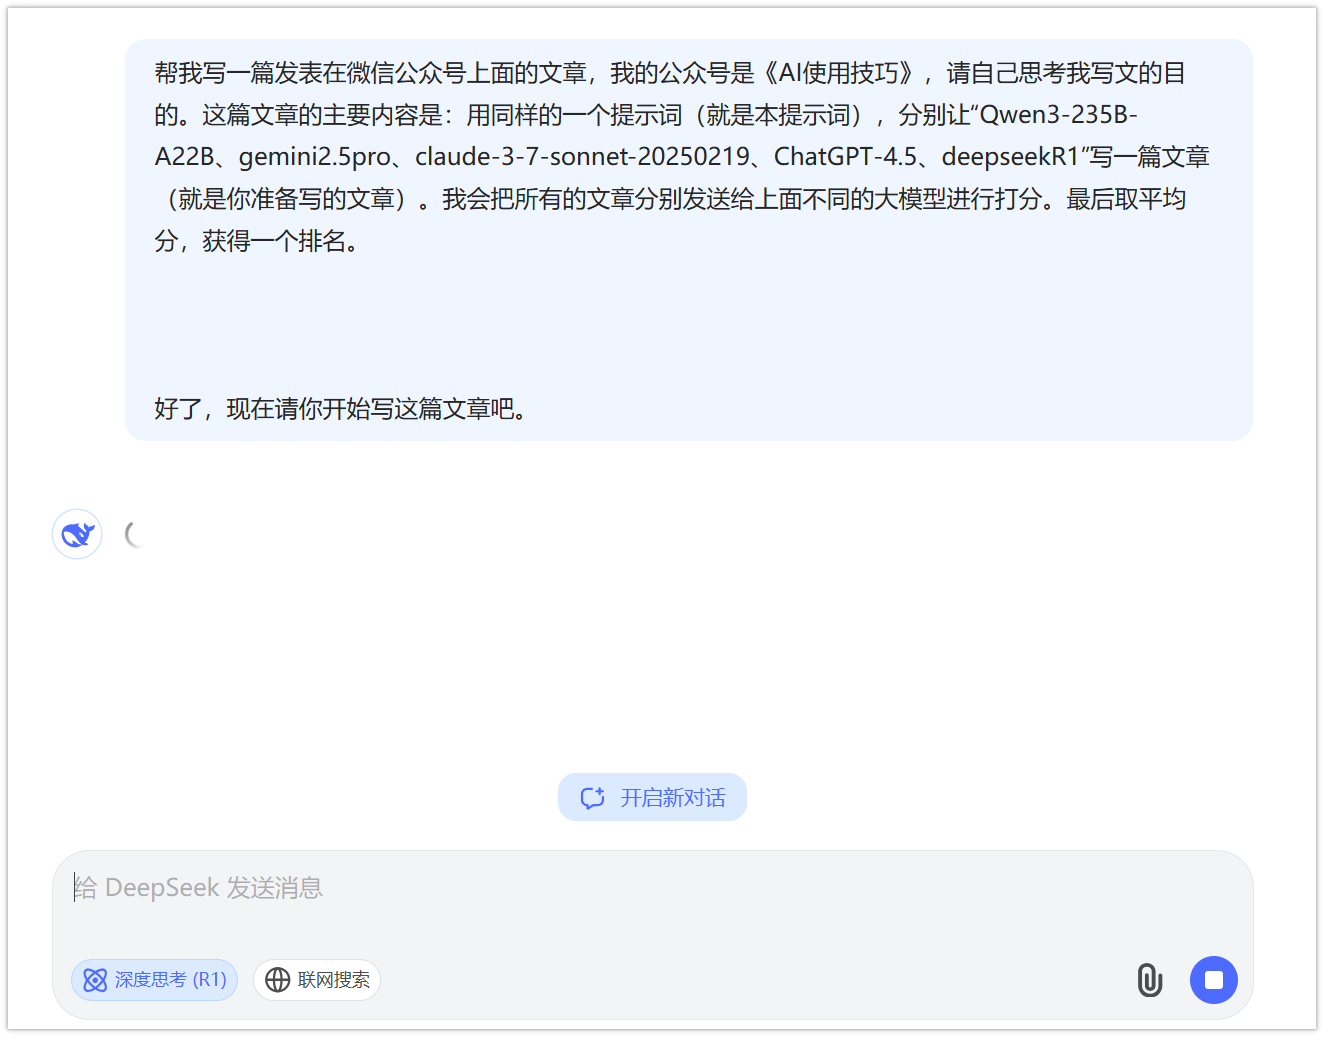 帮我写一篇发表在微信公众号上面的文章，我的公众号是《AI使用技巧》，请自己思考我写文的目
的。这篇文章的主要内容是：用同样的一个提示词（就是本提示词），分别让“Qwen3-235B-
A22B、gemini2.5pro、claude-3-7-sonnet-20250219、ChatGPT-4.5、deepseekR1”写一篇文章
（就是你准备写的文章）。我会把所有的文章分别发送给上面不同的大模型进行打分。最后取平均
分，获得一个排名。
好了，现在请你开始写这篇文章吧。
开启新对话
给 DeepSeek 发送消息
深度思考 (R1) 联网搜索